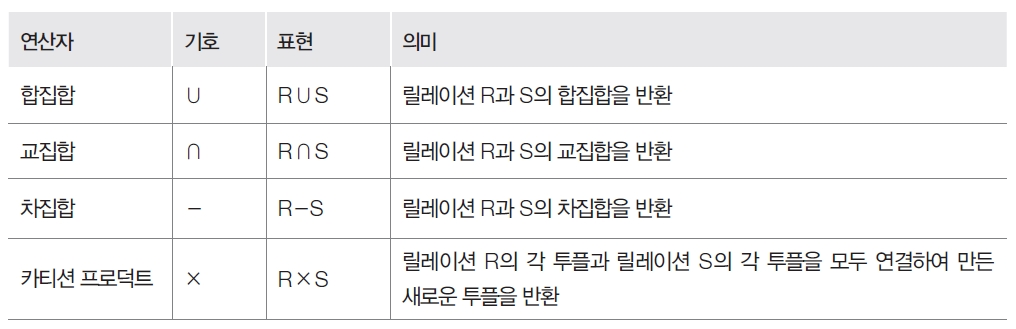 연산자 기호 표현 의미
합집합 ∪ R∪S 릴레이션 R과 S의 합집합을 반환
교집합 ∩ R∩S 릴레이션 R과 S의 교집합을 반환
차집합 − R−S 릴레이션 R과 S의 차집합을 반환
카티션 프로덕트 × R×S 릴레이션 R의 각 투플과 릴레이션 S의 각 투플을 모두 연결하여 만든
새로운 투플을 반환